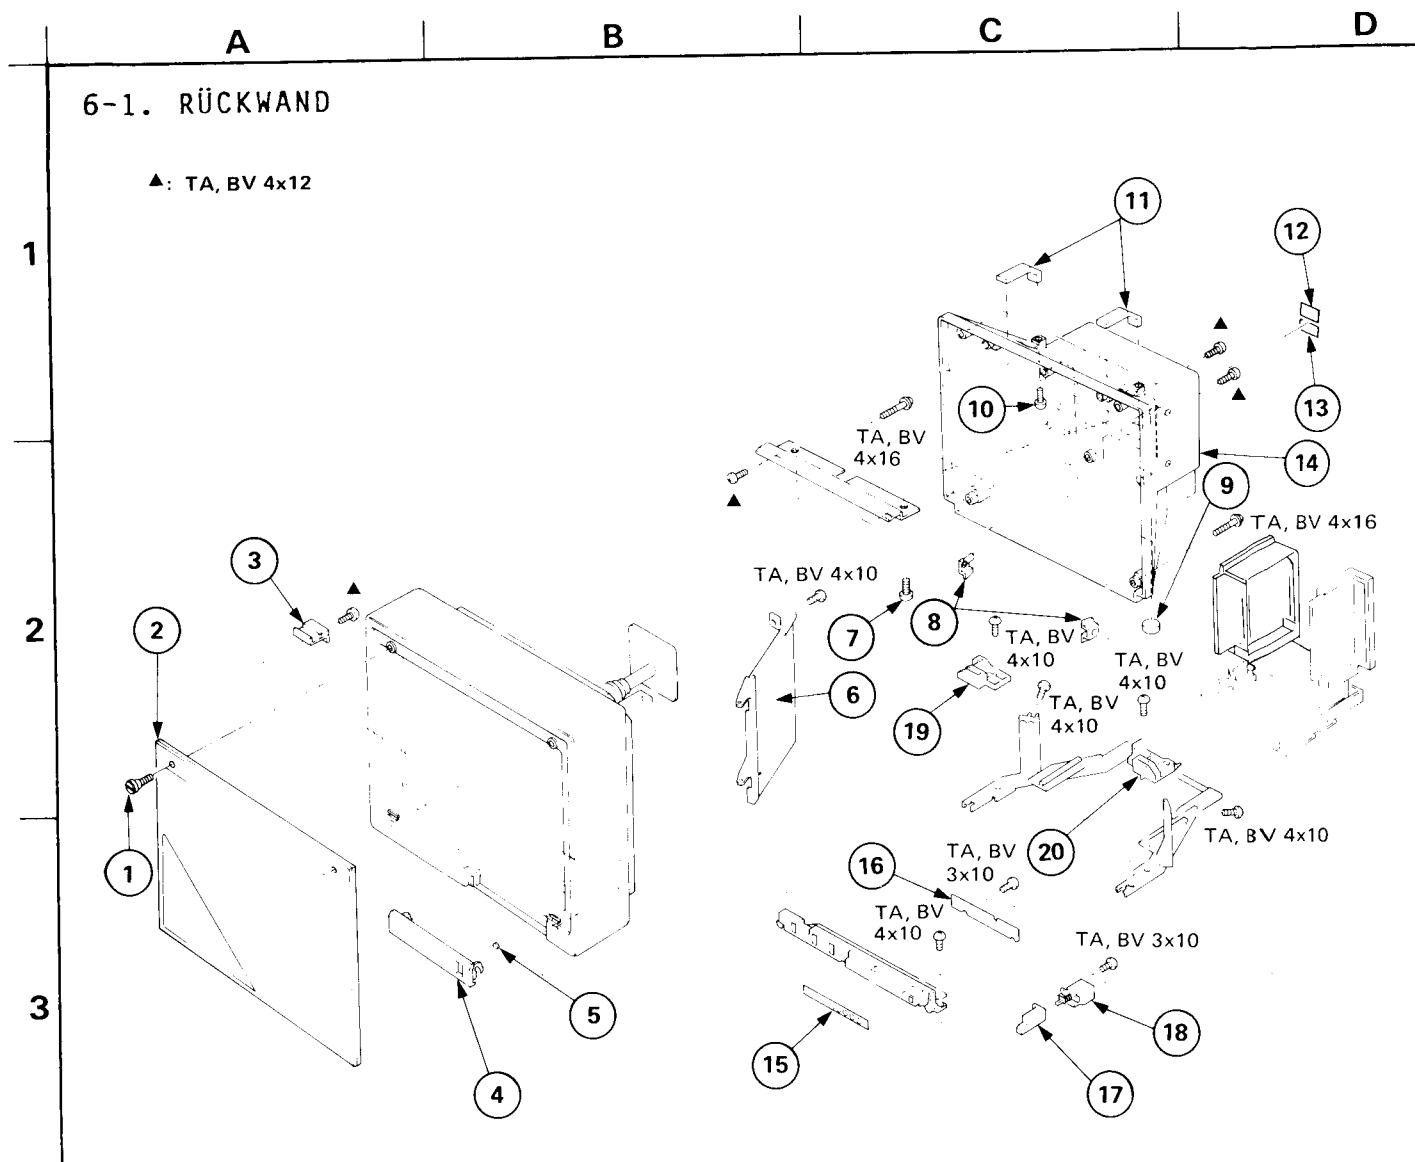 A B C D
6-1. RÜCKWAND
▲: TA, BV 4x12
1
11
12
▲
10
TA, BV
4x16
▲
13
14
9
▲
TA, BV 4x16
3
▲
TA, BV 4x10
2
2
7
8
TA, BV
4x10
TA, BV
4x10
6
19
TA, BV
4x10
1
20
TA, BV 4x10
16
TA, BV
3x10
TA, BV
4x10
TA, BV 3x10
3
5
4
15
18
17